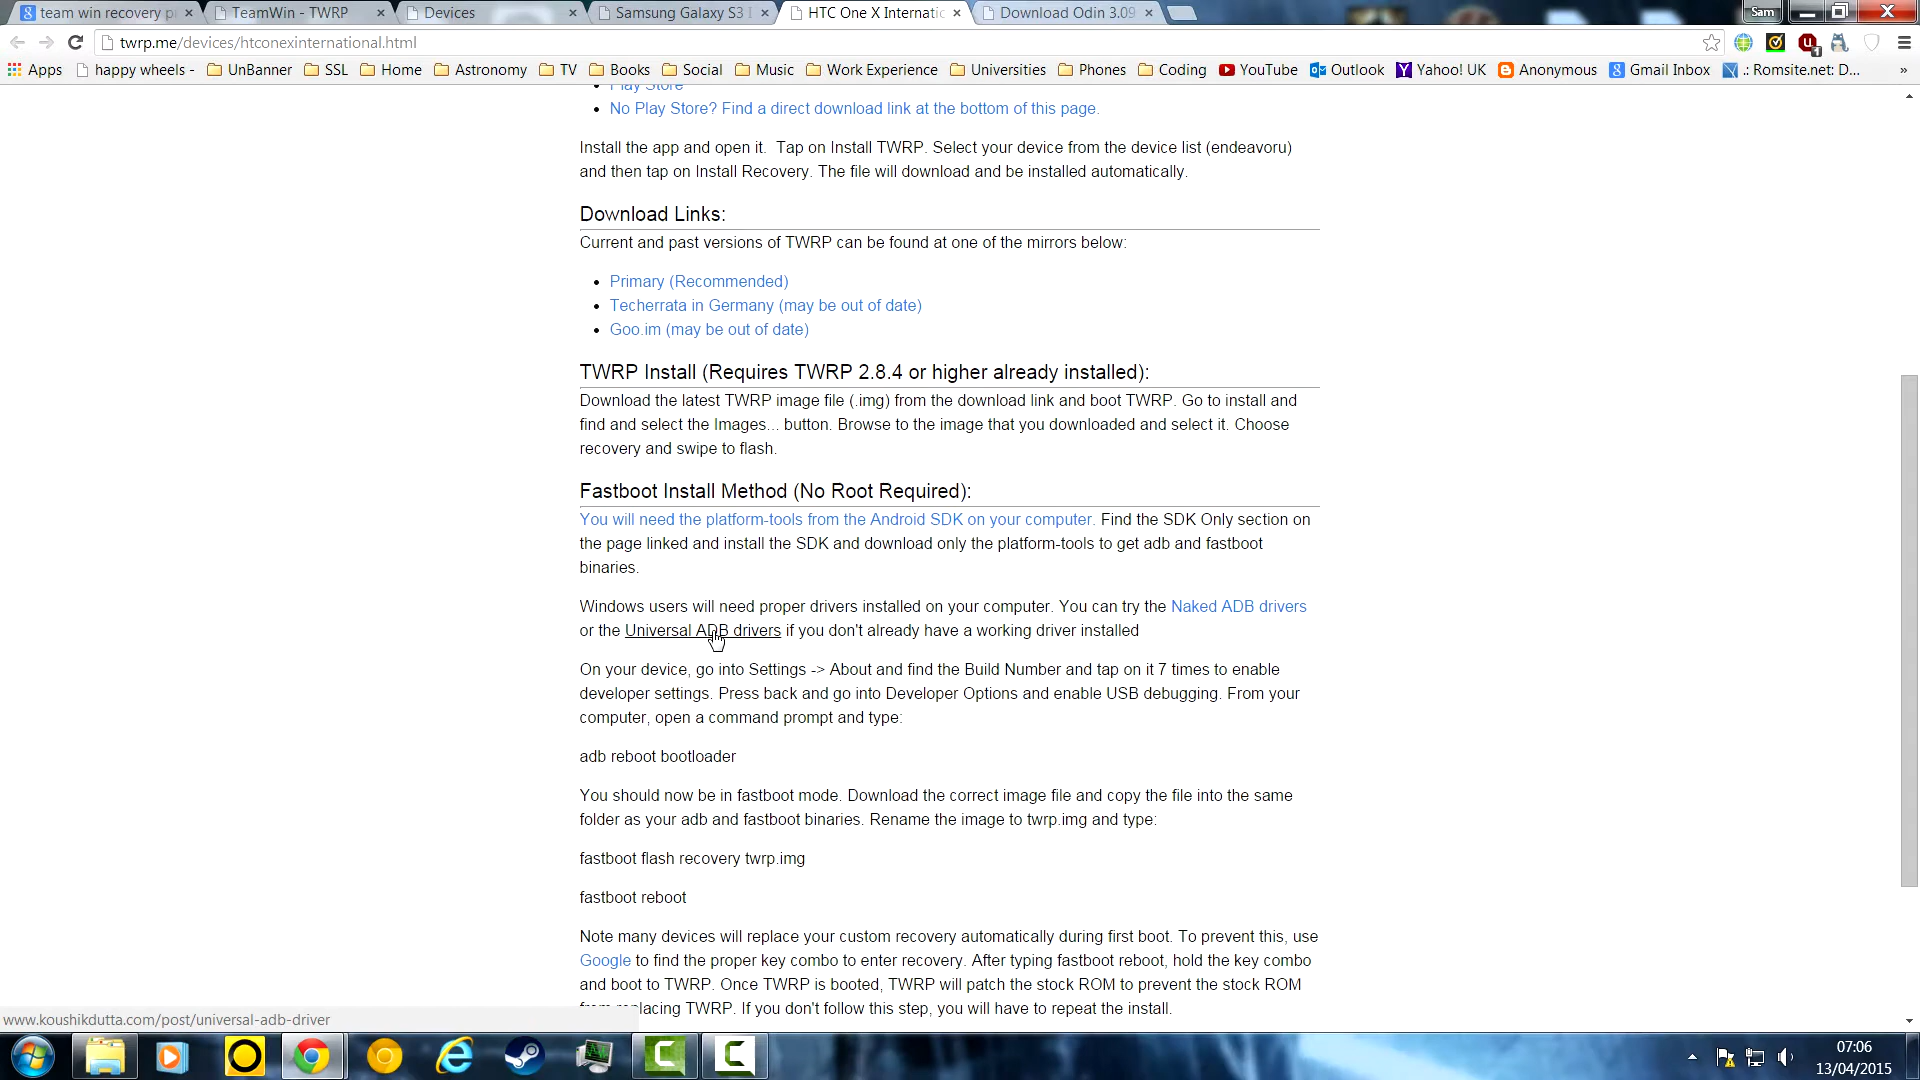 team win recovery p
TeamWin - TWRP
Devices
Samsung Galaxy S3 I
HTC One X Internatio
Download Odin 3.09
Sam
twrp.me/devices/htconexinternational.html
Apps
happy wheels -
UnBanner
SSL
Home
Astronomy
TV
Books
Social
Music
Work Experience
Universities
Phones
Coding
YouTube
Outlook
Yahoo! UK
Anonymous
Gmail Inbox
.: Romsite.net: D...
»
Play Store
No Play Store? Find a direct download link at the bottom of this page.
Install the app and open it.  Tap on Install TWRP. Select your device from the device list (endeavoru)
and then tap on Install Recovery. The file will download and be installed automatically.
Download Links:
Current and past versions of TWRP can be found at one of the mirrors below:
Primary (Recommended)
Techerrata in Germany (may be out of date)
Goo.im (may be out of date)
TWRP Install (Requires TWRP 2.8.4 or higher already installed):
Download the latest TWRP image file (.img) from the download link and boot TWRP. Go to install and
find and select the Images... button. Browse to the image that you downloaded and select it. Choose
recovery and swipe to flash.
Fastboot Install Method (No Root Required):
You will need the platform-tools from the Android SDK on your computer. Find the SDK Only section on
the page linked and install the SDK and download only the platform-tools to get adb and fastboot
binaries.
Windows users will need proper drivers installed on your computer. You can try the Naked ADB drivers
or the Universal ADB drivers if you don't already have a working driver installed
On your device, go into Settings -> About and find the Build Number and tap on it 7 times to enable
developer settings. Press back and go into Developer Options and enable USB debugging. From your
computer, open a command prompt and type:
adb reboot bootloader
You should now be in fastboot mode. Download the correct image file and copy the file into the same
folder as your adb and fastboot binaries. Rename the image to twrp.img and type:
fastboot flash recovery twrp.img
fastboot reboot
Note many devices will replace your custom recovery automatically during first boot. To prevent this, use
Google to find the proper key combo to enter recovery. After typing fastboot reboot, hold the key combo
and boot to TWRP. Once TWRP is booted, TWRP will patch the stock ROM to prevent the stock ROM
from replacing TWRP. If you don't follow this step, you will have to repeat the install.
www.koushikdutta.com/post/universal-adb-driver
07:06
13/04/2015